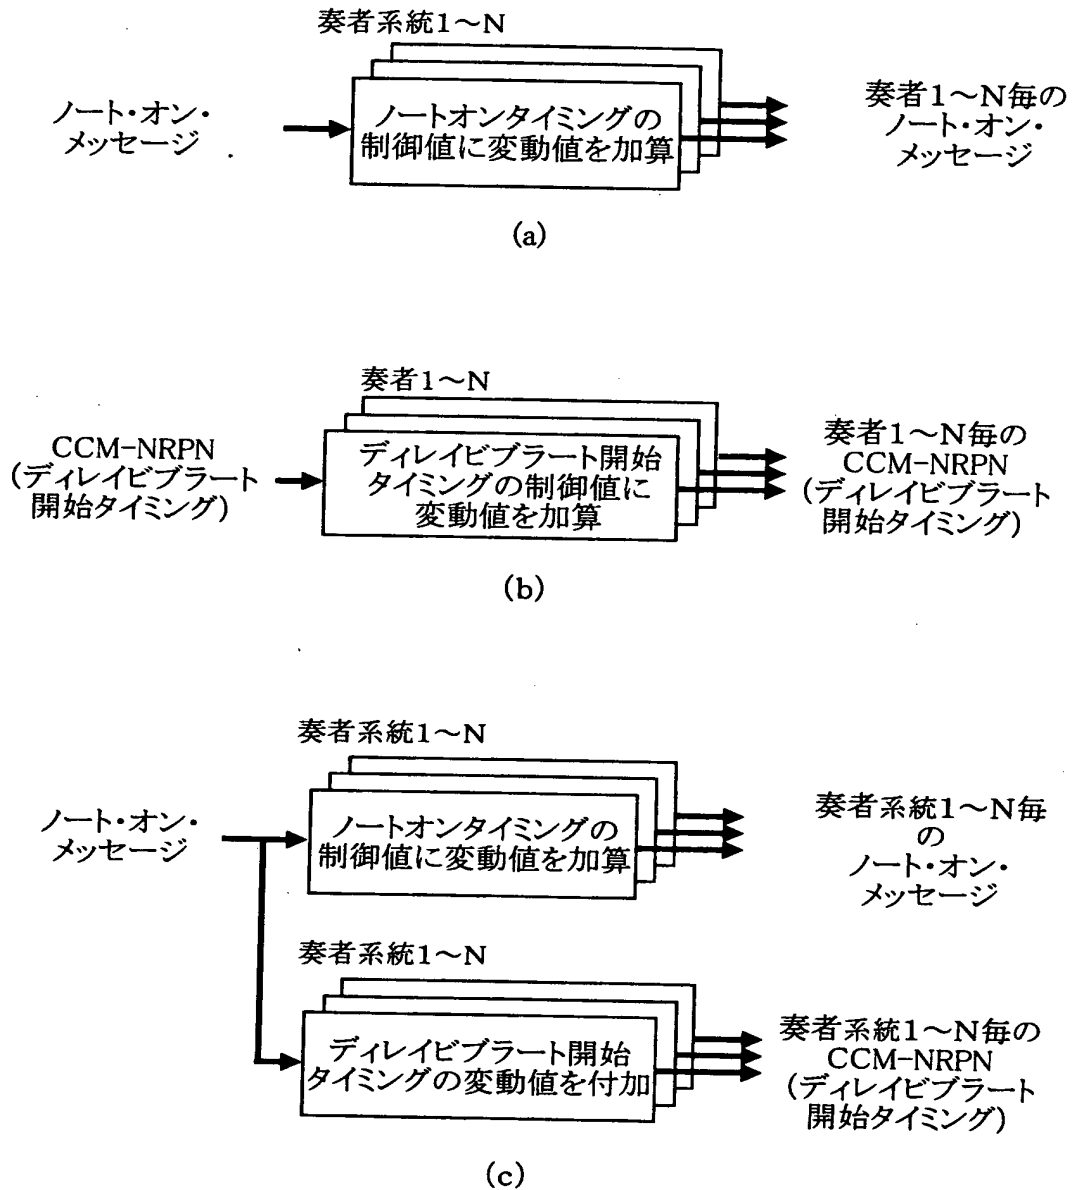 奏者系統1～N
ノート・オン・
メッセージ
ノートオンタイミングの
制御値に変動値を加算
奏者1～N毎の
ノート・オン・
メッセージ
(a)
奏者1～N
CCM-NRPN
(ディレイビブラート
開始タイミング)
ディレイビブラート開始
タイミングの制御値に
変動値を加算
奏者1～N毎の
CCM-NRPN
(ディレイビブラート
開始タイミング)
(b)
奏者系統1～N
ノート・オン・
メッセージ
ノートオンタイミングの
制御値に変動値を加算
奏者系統1～N毎
の
ノート・オン・
メッセージ
奏者系統1～N
ディレイビブラート開始
タイミングの変動値を付加
奏者系統1～N毎の
CCM-NRPN
(ディレイビブラート
開始タイミング)
(c)